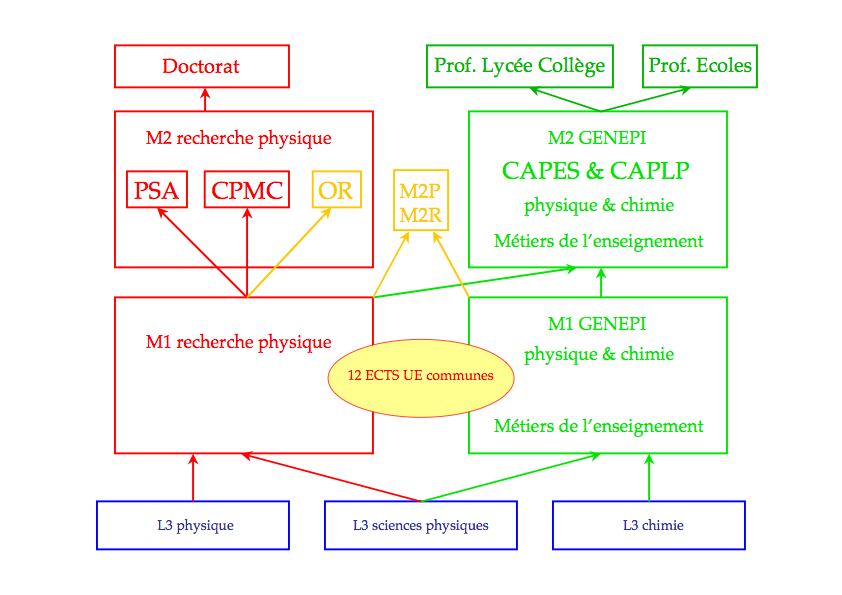 Doctorat
Prof. Lycée Collège
Prof. Ecoles
M2 recherche physique
PSA
CPMC
OR
M2P
M2R
M2 GENEPI
CAPES & CAPLP
physique & chimie
Métiers de l'enseignement
M1 recherche physique
12 ECTS UE communes
M1 GENEPI
physique & chimie
Métiers de l'enseignement
L3 physique
L3 sciences physiques
L3 chimie